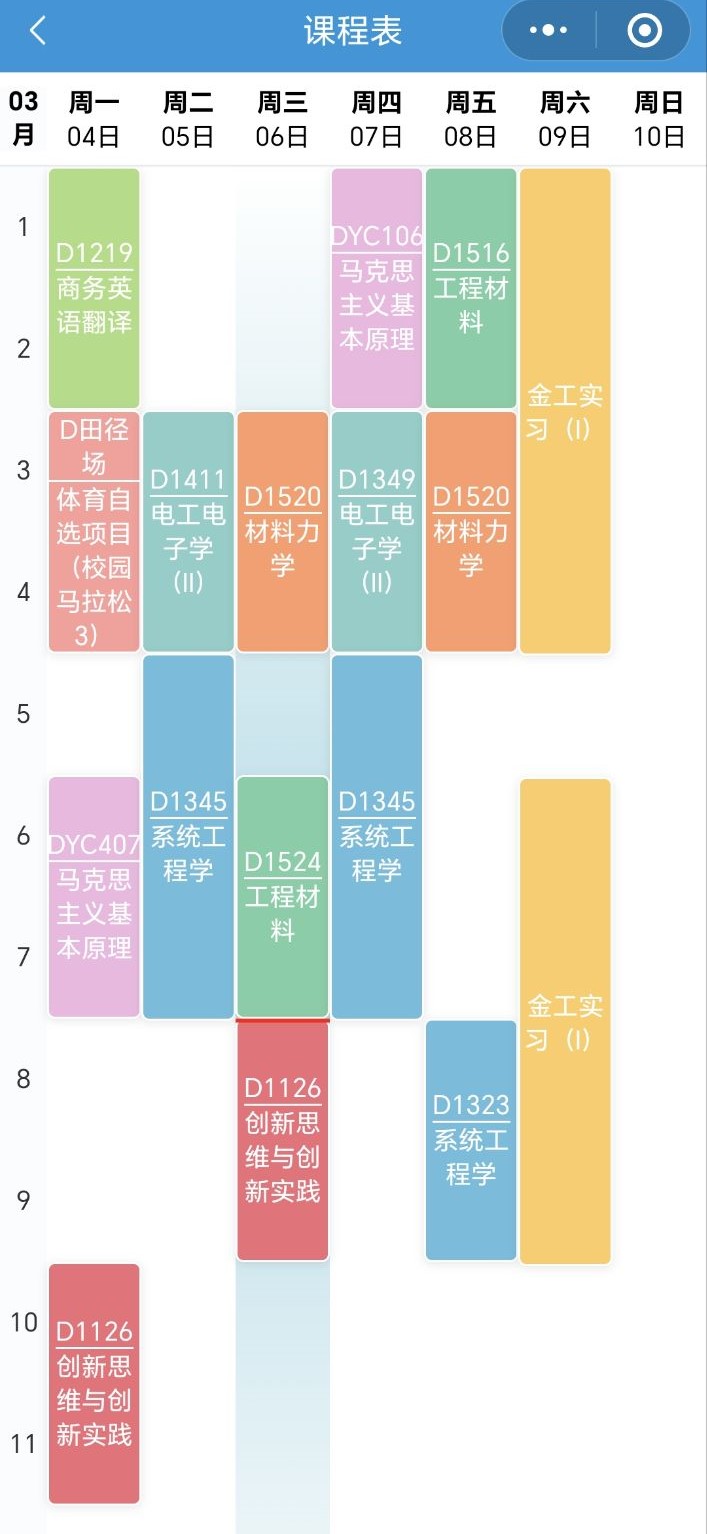 课程表
03
月
周一
04日
周二
05日
周三
06日
周四
07日
周五
08日
周六
09日
周日
10日
1
2
3
4
5
6
7
8
9
10
11
D1219
商务英
语翻译
D田径
场
体育自
选项目
（校园
马拉松
3）
DYC407
马克思
主义基
本原理
D1126
创新思
维与创
新实践
D1411
电工电
子学
(II)
D1345
系统工
程学
D1520
材料力
学
D1524
工程材
料
D1126
创新思
维与创
新实践
DYC106
马克思
主义基
本原理
D1349
电工电
子学
(II)
D1345
系统工
程学
D1516
工程材
料
D1520
材料力
学
D1323
系统工
程学
金工实
习（I）
金工实
习（I）